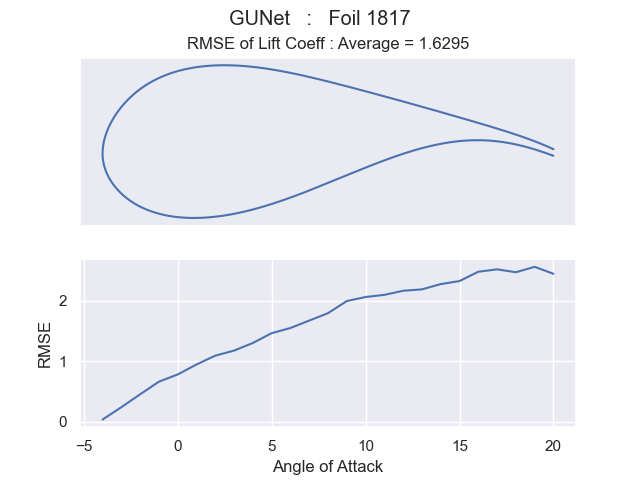 GUNet   :   Foil 1817
RMSE of Lift Coeff : Average = 1.6295
RMSE
2
1
0
−5 0 5 10 15 20
Angle of Attack